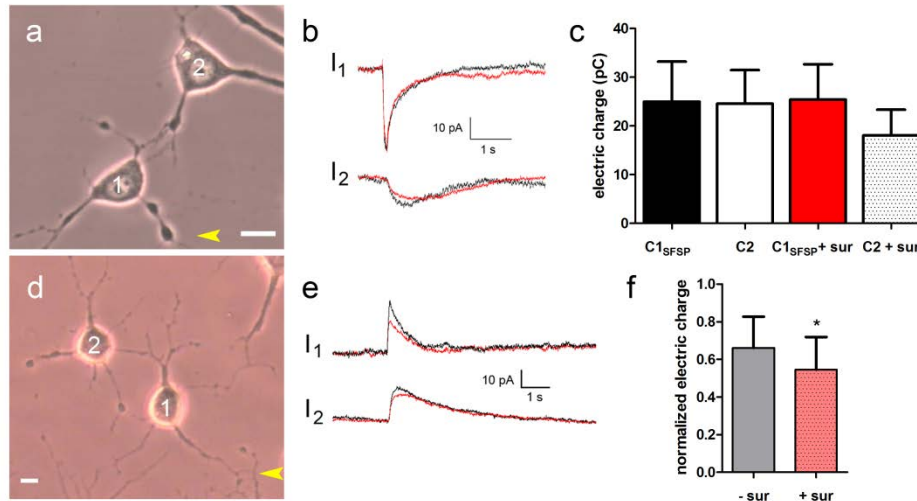 a
2
1
b
I1
10 pA
1 s
I2
c
electric charge (pC)
40
30
20
10
0
C1SFSP
C2
C1SFSP + sur
C2 + sur
d
2
1
e
I1
10 pA
1 s
I2
f
normalized electric charge
1.0
0.8
0.6
0.4
0.2
0.0
*
- sur
+ sur